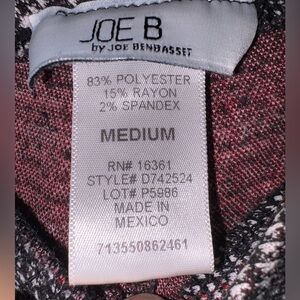 JOE B
by JOE BENBASSET
83% POLYESTER
15% RAYON
2% SPANDEX
MEDIUM
RN# 16361
STYLE# D742524
LOT# P5986
MADE IN
MEXICO
713550862461